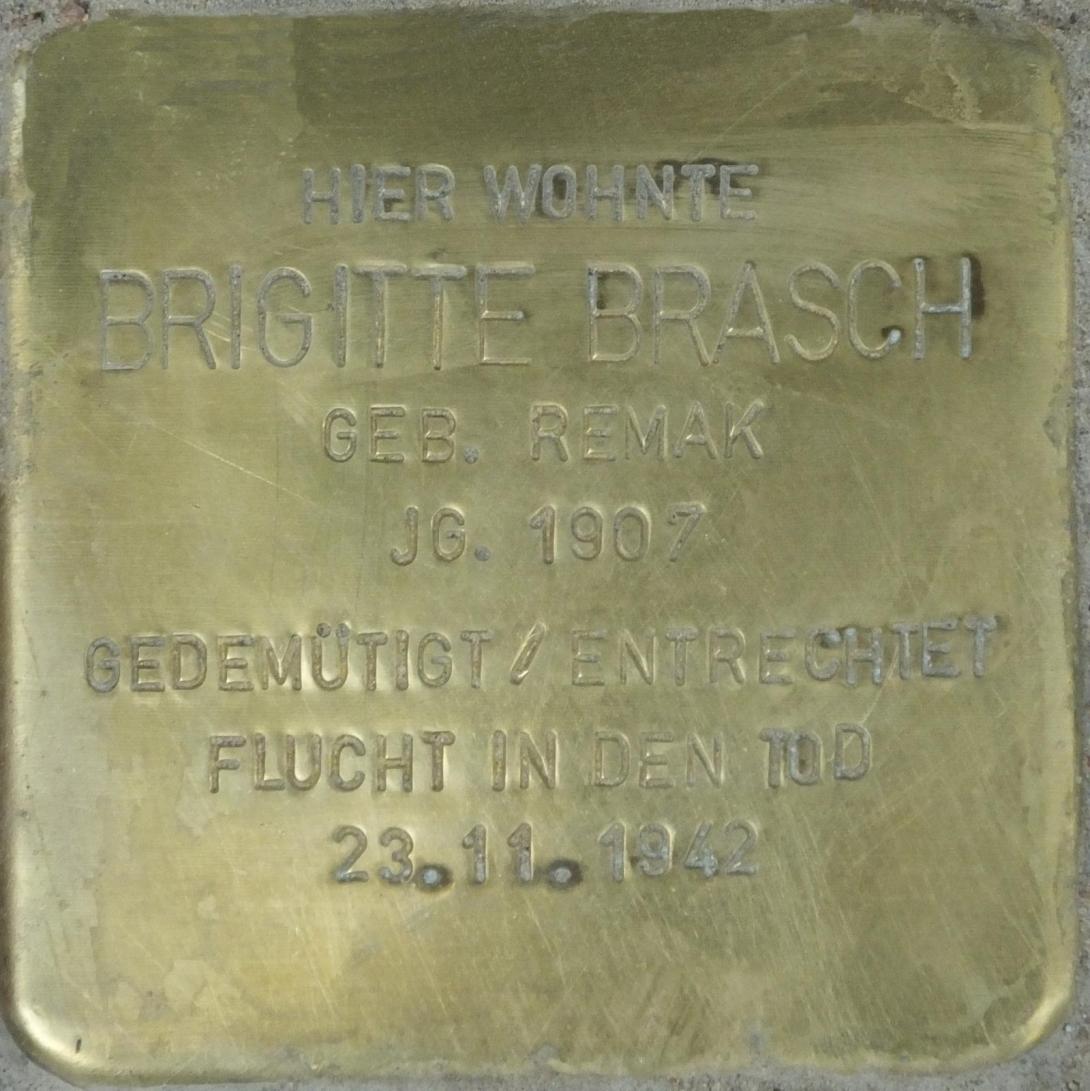 HIER WOHNTE
BRIGITTE BRASCH
GEB. REMAK
JG. 1907
GEDEMÜTIGT / ENTRECHTET
FLUCHT IN DEN TOD
23.11.1942